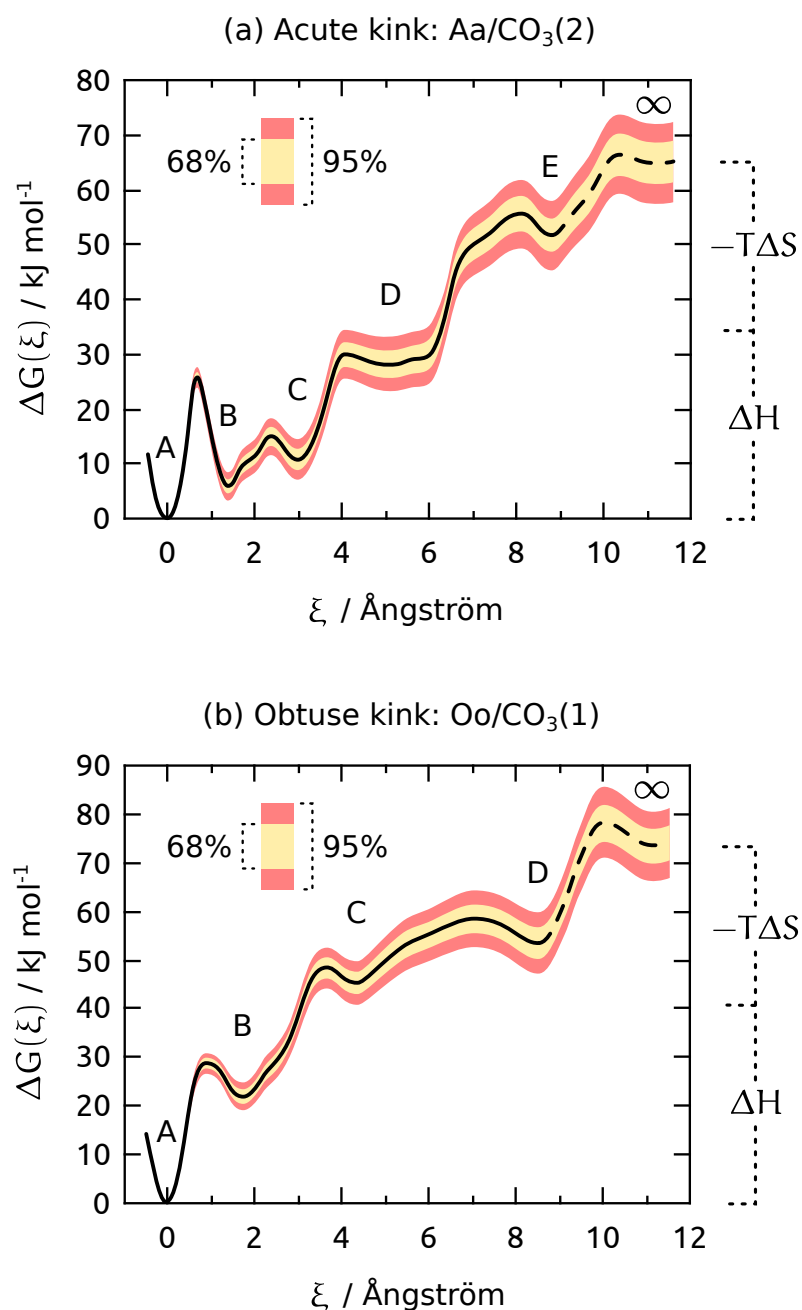 (a) Acute kink: Aa/CO₃(2)
80
70
60
50
40
30
20
10
0
ΔG(ξ) / kJ mol⁻¹
68%
95%
A
B
C
D
E
∞
−TΔS
ΔH
0 2 4 6 8 10 12
ξ / Ångström
(b) Obtuse kink: Oo/CO₃(1)
90
80
70
60
50
40
30
20
10
0
ΔG(ξ) / kJ mol⁻¹
68%
95%
A
B
C
D
∞
−TΔS
ΔH
0 2 4 6 8 10 12
ξ / Ångström